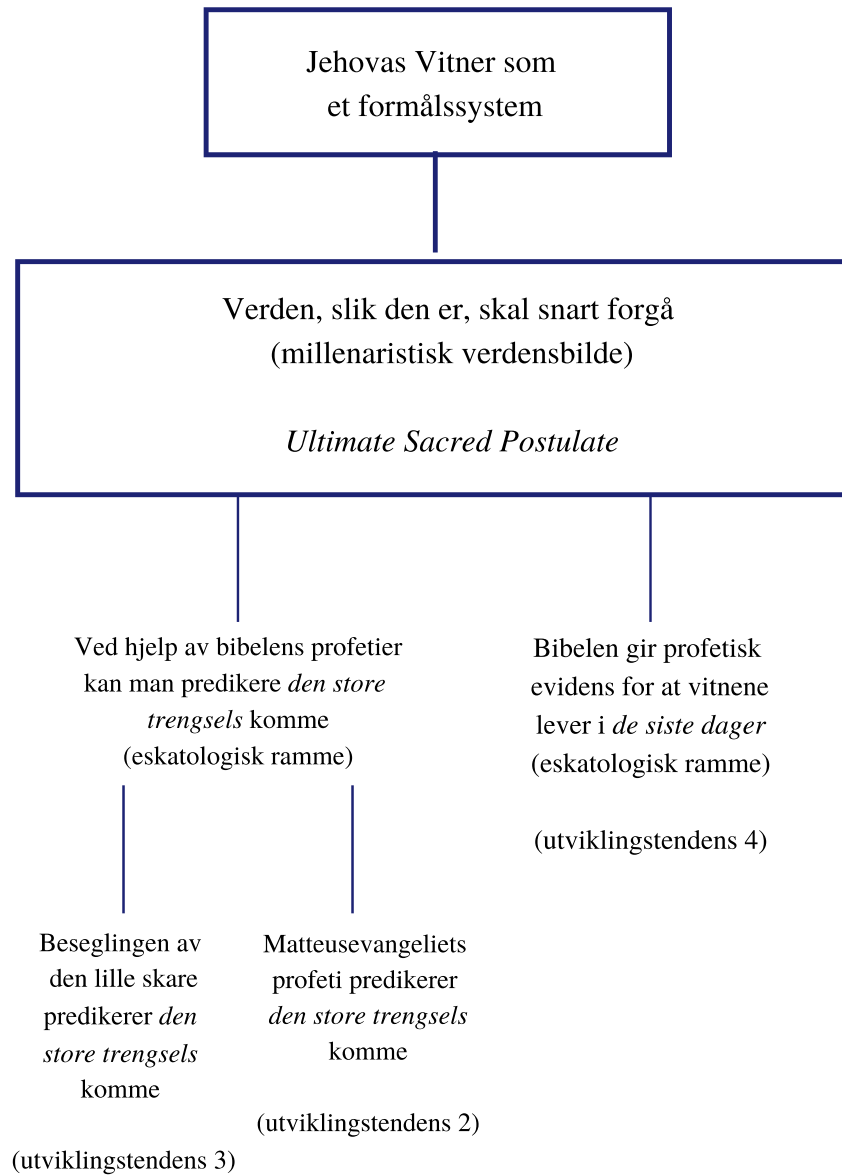 Jehovas Vitner som
et formålssystem
Verden, slik den er, skal snart forgå
(millenaristisk verdensbilde)
Ultimate Sacred Postulate
Ved hjelp av bibelens profetier
kan man predikere den store
trengsels komme
(eskatologisk ramme)
Bibelen gir profetisk
evidens for at vitnene
lever i de siste dager
(eskatologisk ramme)
(utviklingstendens 4)
Beseglingen av
den lille skare
predikerer den
store trengsels
komme
(utviklingstendens 3)
Matteusevangeliets
profeti predikerer
den store trengsels
komme
(utviklingstendens 2)